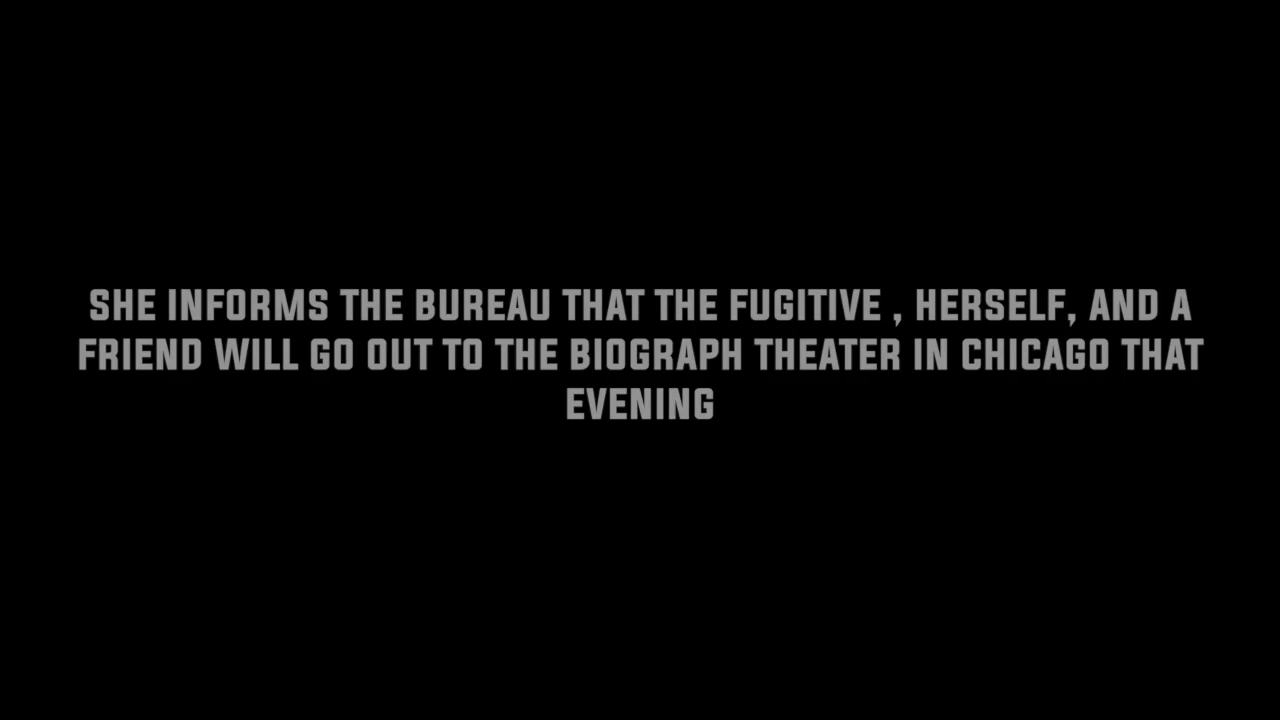 SHE INFORMS THE BUREAU THAT THE FUGITIVE , HERSELF, AND A
FRIEND WILL GO OUT TO THE BIOGRAPH THEATER IN CHICAGO THAT
EVENING